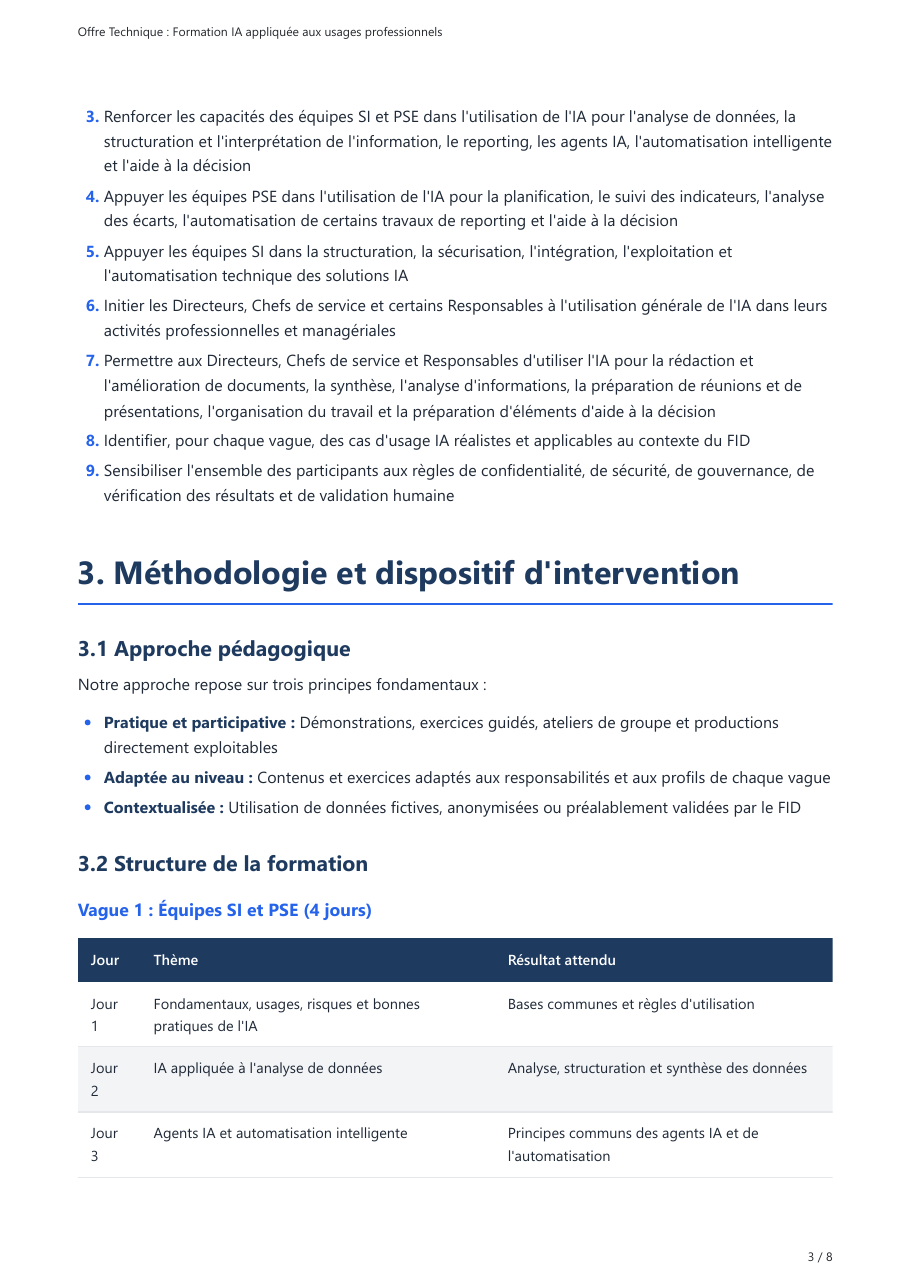 Offre Technique : Formation IA appliquée aux usages professionnels
3. Renforcer les capacités des équipes SI et PSE dans l'utilisation de l'IA pour l'analyse de données, la
structuration et l'interprétation de l'information, le reporting, les agents IA, l'automatisation intelligente
et l'aide à la décision
4. Appuyer les équipes PSE dans l'utilisation de l'IA pour la planification, le suivi des indicateurs, l'analyse
des écarts, l'automatisation de certains travaux de reporting et l'aide à la décision
5. Appuyer les équipes SI dans la structuration, la sécurisation, l'intégration, l'exploitation et
l'automatisation technique des solutions IA
6. Initier les Directeurs, Chefs de service et certains Responsables à l'utilisation générale de l'IA dans leurs
activités professionnelles et managériales
7. Permettre aux Directeurs, Chefs de service et Responsables d'utiliser l'IA pour la rédaction et
l'amélioration de documents, la synthèse, l'analyse d'informations, la préparation de réunions et de
présentations, l'organisation du travail et la préparation d'éléments d'aide à la décision
8. Identifier, pour chaque vague, des cas d'usage IA réalistes et applicables au contexte du FID
9. Sensibiliser l'ensemble des participants aux règles de confidentialité, de sécurité, de gouvernance, de
vérification des résultats et de validation humaine
3. Méthodologie et dispositif d'intervention
3.1 Approche pédagogique
Notre approche repose sur trois principes fondamentaux :
• Pratique et participative : Démonstrations, exercices guidés, ateliers de groupe et productions
directement exploitables
• Adaptée au niveau : Contenus et exercices adaptés aux responsabilités et aux profils de chaque vague
• Contextualisée : Utilisation de données fictives, anonymisées ou préalablement validées par le FID
3.2 Structure de la formation
Vague 1 : Équipes SI et PSE (4 jours)
Jour Thème Résultat attendu
Jour Fondamentaux, usages, risques et bonnes Bases communes et règles d'utilisation
1 pratiques de l'IA
Jour IA appliquée à l'analyse de données Analyse, structuration et synthèse des données
2
Jour Agents IA et automatisation intelligente Principes communs des agents IA et de
3 l'automatisation
3 / 8